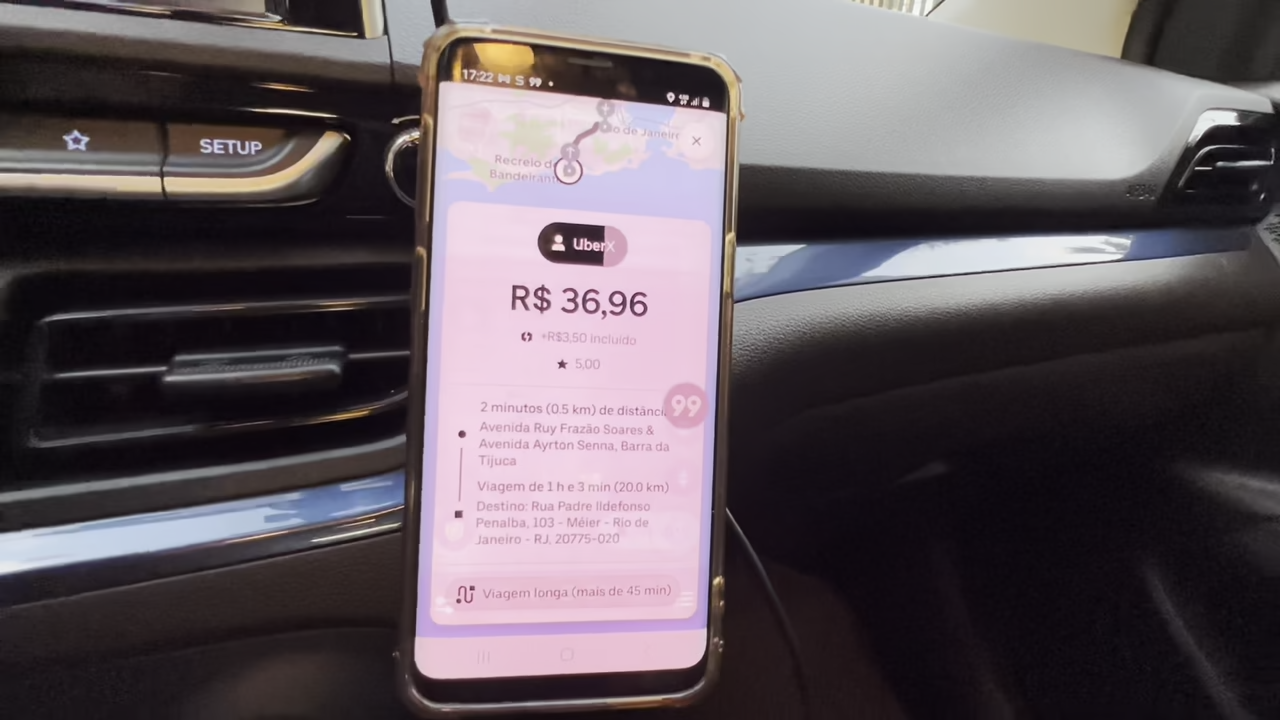 SETUP
17:22 M S 99 •
Rio de Janeiro
Recreio d
Bandeirant
UberX
R$ 36,96
+R$3,50 incluído
★ 5,00
99
2 minutos (0.5 km) de distânci
Avenida Ruy Frazão Soares &
Avenida Ayrton Senna, Barra da
Tijuca
Viagem de 1 h e 3 min (20.0 km)
Destino: Rua Padre Ildefonso
Penalba, 103 - Méier - Rio de
Janeiro - RJ, 20775-020
Viagem longa (mais de 45 min)